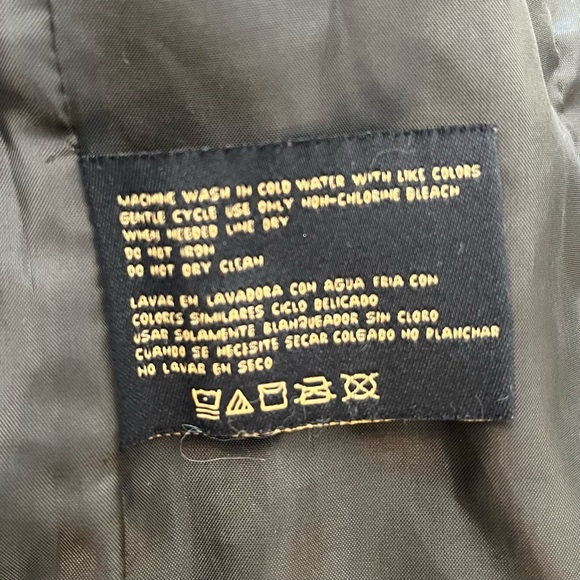 MACHINE WASH IN COLD WATER WITH LIKE COLORS
GENTLE CYCLE USE ONLY NON-CHLORINE BLEACH
WHEN NEEDED LINE DRY
DO NOT IRON
DO NOT DRY CLEAN
LAVAR EN LAVADORA CON AGUA FRIA CON
COLORES SIMILARES CICLO DELICADO
USAR SOLAMENTE BLANQUEADOR SIN CLORO
CUANDO SE NECESITE SECAR COLGADO NO PLANCHAR
NO LAVAR EN SECO